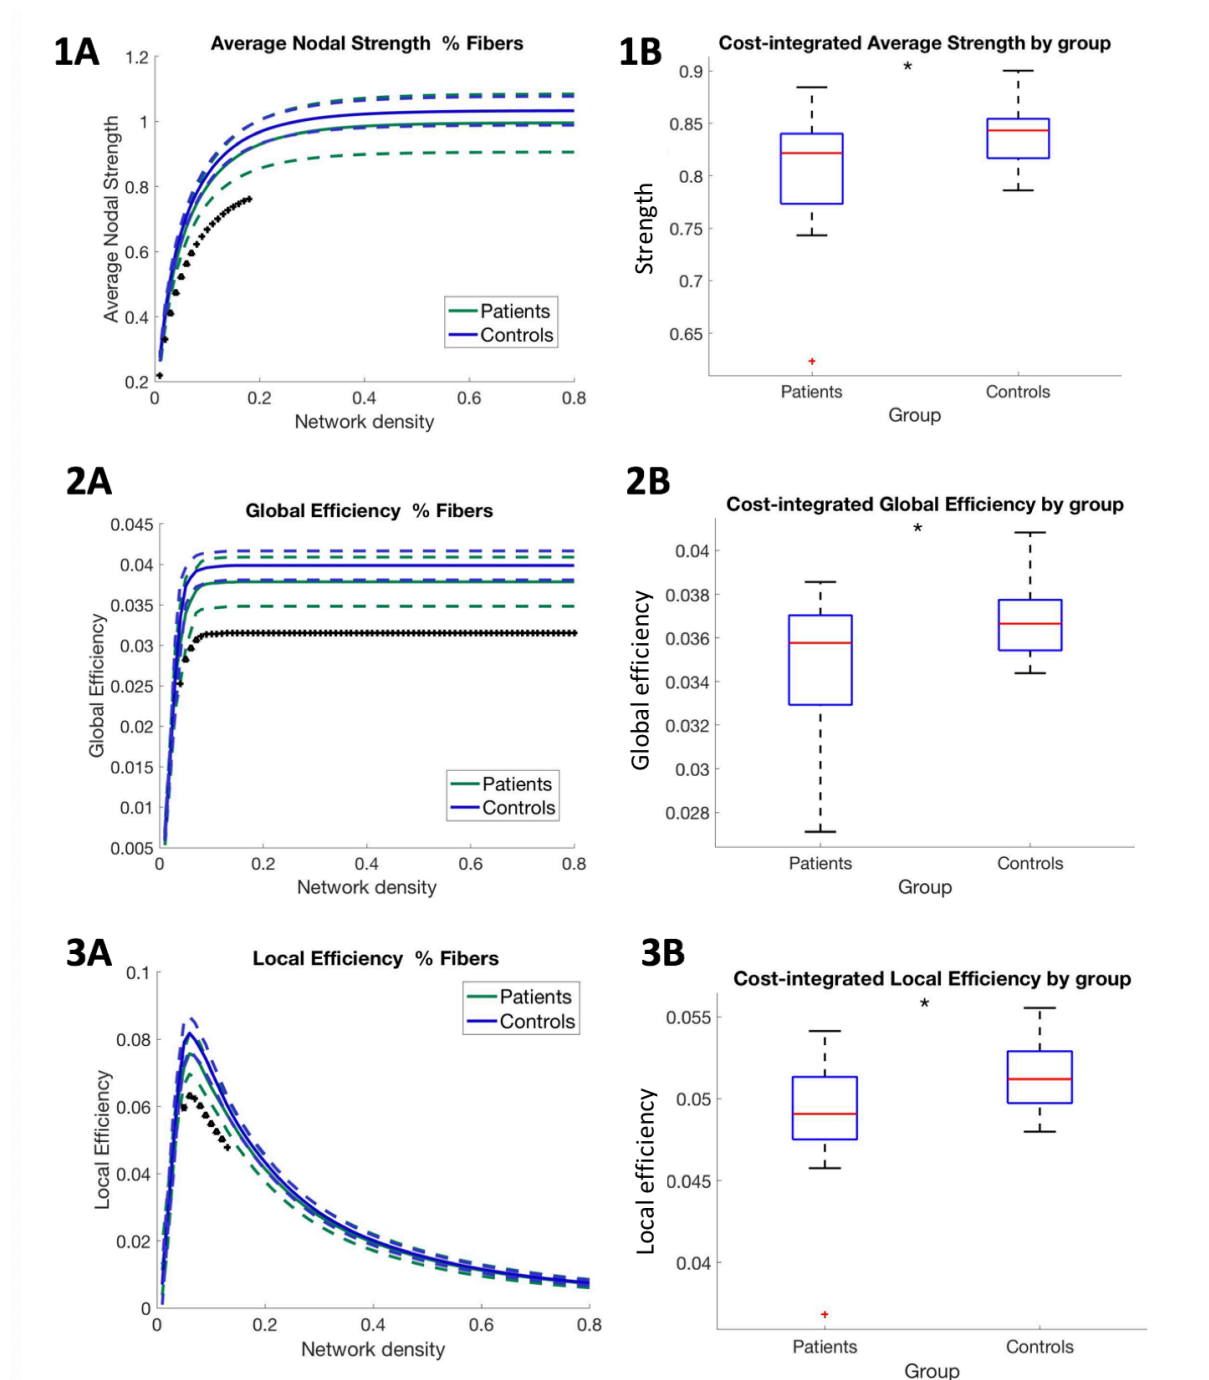 1A
Average Nodal Strength % Fibers
1.2
1
0.8
0.6
0.4
0.2
Average Nodal Strength
Patients
Controls
0
0.2
0.4
0.6
0.8
Network density
1B
Cost-integrated Average Strength by group
*
0.9
0.85
0.8
0.75
0.7
0.65
Strength
Patients
Controls
Group
2A
Global Efficiency % Fibers
0.045
0.04
0.035
0.03
0.025
0.02
0.015
0.01
0.005
Global Efficiency
Patients
Controls
0
0.2
0.4
0.6
0.8
Network density
2B
Cost-integrated Global Efficiency by group
*
0.04
0.038
0.036
0.034
0.032
0.03
0.028
Global efficiency
Patients
Controls
Group
3A
Local Efficiency % Fibers
0.1
0.08
0.06
0.04
0.02
0
Local Efficiency
Patients
Controls
0.2
0.4
0.6
0.8
Network density
3B
Cost-integrated Local Efficiency by group
*
0.055
0.05
0.045
0.04
Local efficiency
Patients
Controls
Group